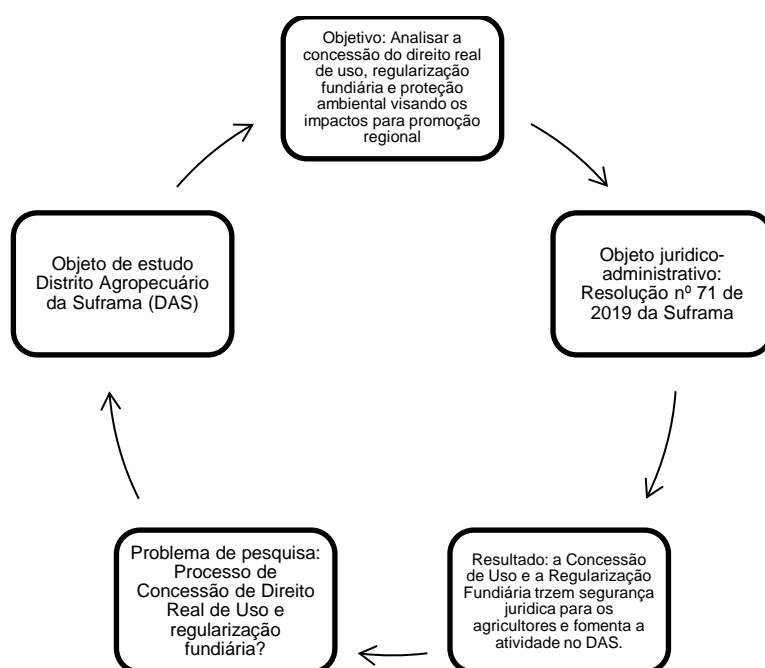 Objetivo: Analisar a
concessão do direito real
de uso, regularização
fundiária e proteção
ambiental visando os
impactos para promoção
regional
Objeto juridico-
administrativo:
Resolução nº 71 de
2019 da Suframa
Resultado: a Concessão
de Uso e a Regularização
Fundiária trzem segurança
juridica para os
agricultores e fomenta a
atividade no DAS.
Problema de pesquisa:
Processo de
Concessão de Direito
Real de Uso e
regularização
fundiária?
Objeto de estudo
Distrito Agropecuário
da Suframa (DAS)